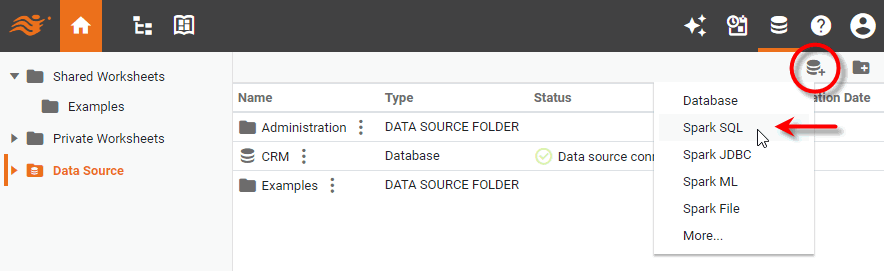 Shared Worksheets
Examples
Private Worksheets
Data Source
Name Type Status ion Date
Administration DATA SOURCE FOLDER
CRM Database Data source conn
Examples DATA SOURCE FOLDER
Database
Spark SQL
Spark JDBC
Spark ML
Spark File
More...